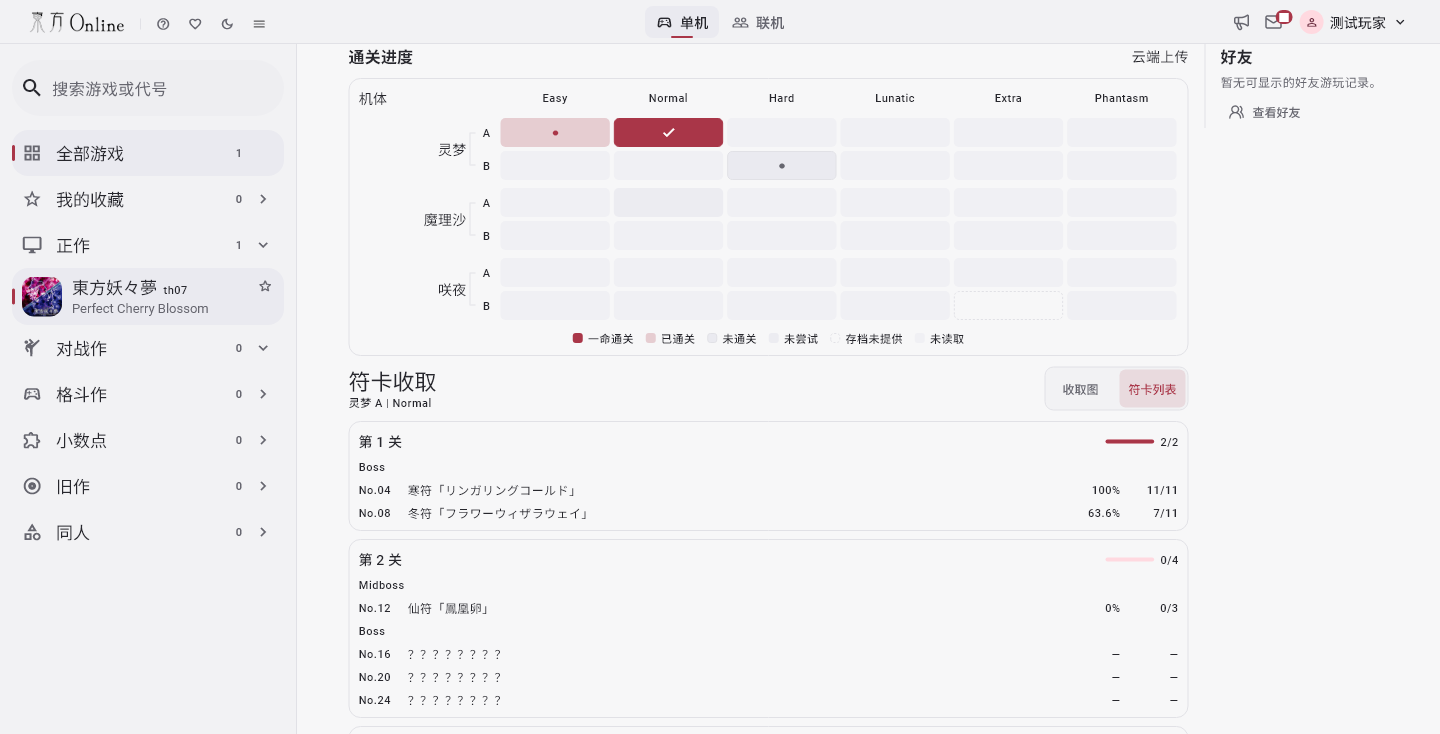 東方 Online
单机
联机
测试玩家
搜索游戏或代号
全部游戏 1
我的收藏 0
正作 1
東方妖々夢 th07
Perfect Cherry Blossom
对战作 0
格斗作 0
小数点 0
旧作 0
同人 0
通关进度
云端上传
机体 Easy Normal Hard Lunatic Extra Phantasm
灵梦
A
B
魔理沙
A
B
咲夜
A
B
一命通关 已通关 未通关 未尝试 存档未提供 未读取
符卡收取
灵梦 A | Normal
收取图 符卡列表
第 1 关 2/2
Boss
No.04 寒符「リンガリングコールド」 100% 11/11
No.08 冬符「フラワーウィザラウェイ」 63.6% 7/11
第 2 关 0/4
Midboss
No.12 仙符「鳳凰卵」 0% 0/3
Boss
No.16 ？？？？？？？？ — —
No.20 ？？？？？？？？ — —
No.24 ？？？？？？？？ — —
好友
暂无可显示的好友游玩记录。
查看好友